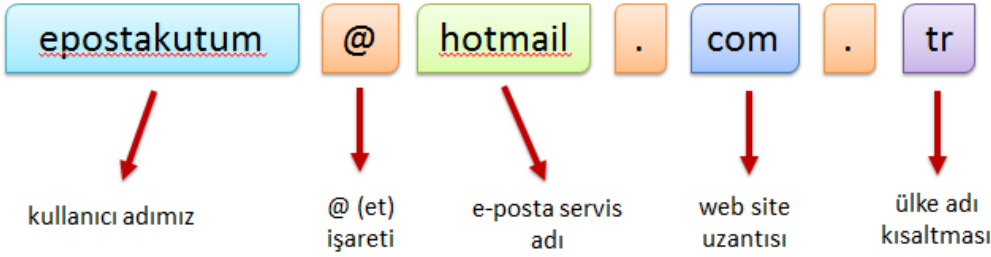 epostakutum @ hotmail . com . tr
kullanıcı adımız
@ (et)
işareti
e-posta servis
adı
web site
uzantısı
ülke adı
kısaltması